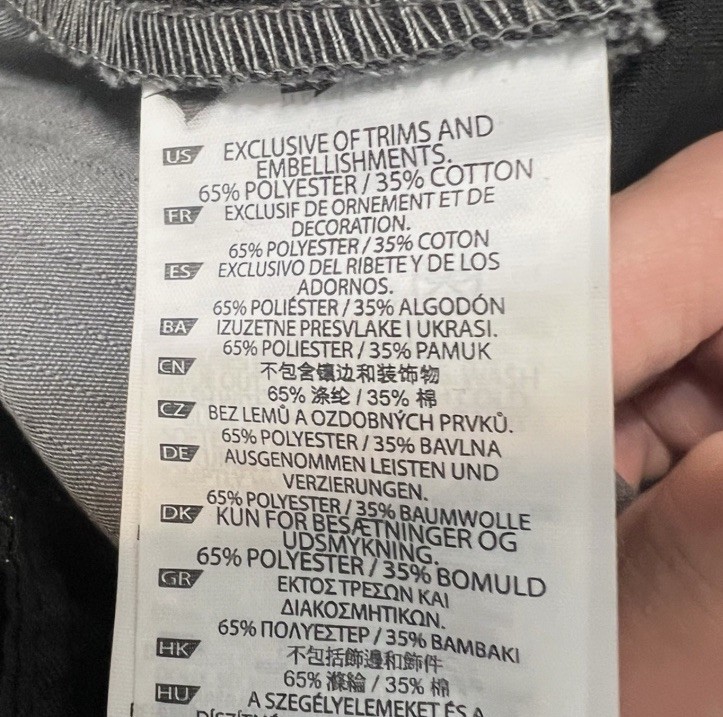 US EXCLUSIVE OF TRIMS AND
EMBELLISHMENTS.
65% POLYESTER / 35% COTTON
FR EXCLUSIF DE ORNEMENT ET DE
DECORATION.
65% POLYESTER / 35% COTON
ES EXCLUSIVO DEL RIBETE Y DE LOS
ADORNOS.
65% POLIÉSTER / 35% ALGODÓN
BA IZUZETNE PRESVLAKE I UKRASI.
65% POLIESTER / 35% PAMUK
CN 不包含镶边和装饰物
65% 涤纶 / 35% 棉
CZ BEZ LEMŮ A OZDOBNÝCH PRVKŮ.
65% POLYESTER / 35% BAVLNA
DE AUSGENOMMEN LEISTEN UND
VERZIERUNGEN.
65% POLYESTER / 35% BAUMWOLLE
DK KUN FOR BESÆTNINGER OG
UDSMYKNING.
65% POLYESTER / 35% BOMULD
GR ΕΚΤΟΣ ΤΡΕΣΩΝ ΚΑΙ
ΔΙΑΚΟΣΜΗΤΙΚΩΝ.
65% ΠΟΛΥΕΣΤΕΡ / 35% ΒΑΜΒΑΚΙ
HK 不包括飾邊和飾件
65% 滌綸 / 35% 棉
HU A SZEGÉLYELEMEKET ÉS A